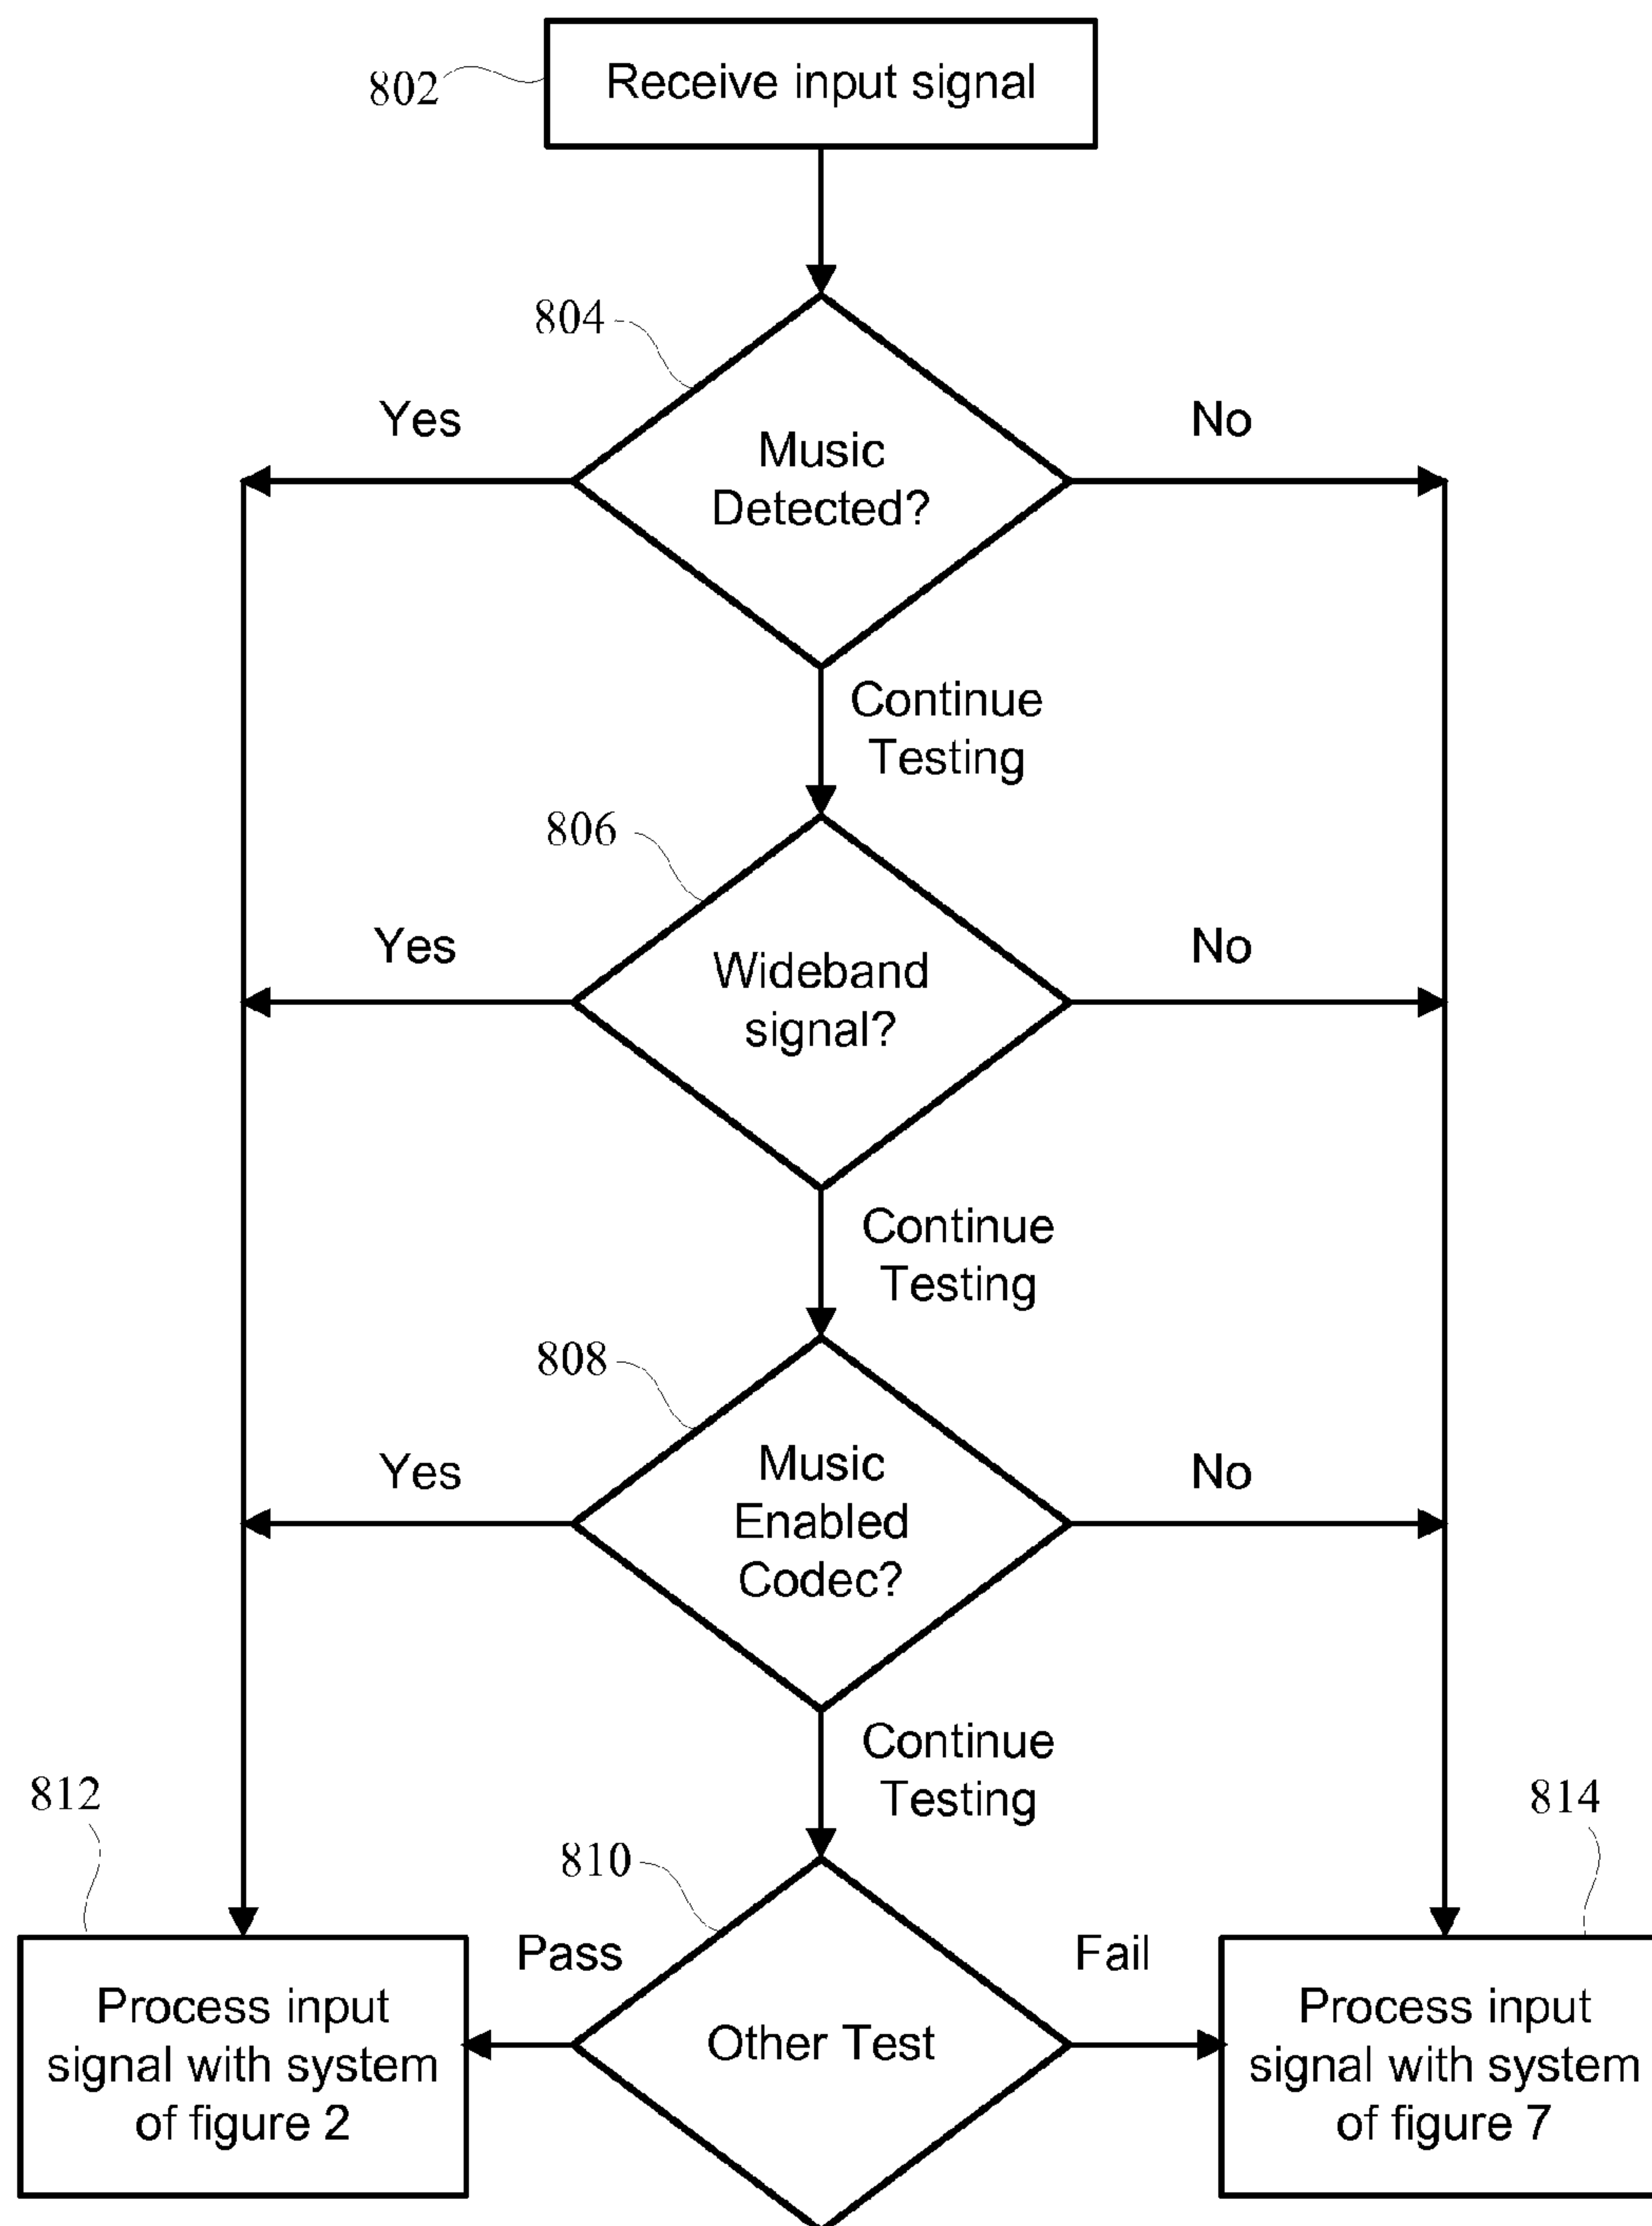 802
Receive input signal
804
Yes
No
Music
Detected?
Continue
Testing
806
Yes
No
Wideband
signal?
Continue
Testing
808
Yes
No
Music
Enabled
Codec?
Continue
Testing
812
814
810
Pass
Fail
Process input
signal with system
of figure 2
Other Test
Process input
signal with system
of figure 7